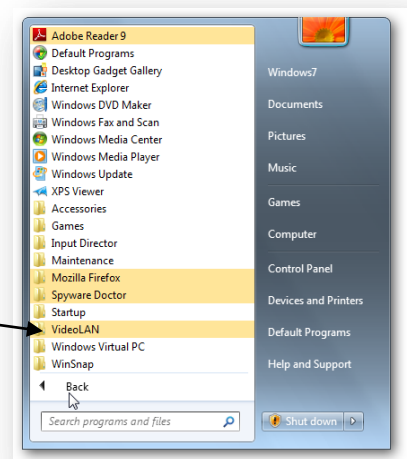 Adobe Reader 9
Default Programs
Desktop Gadget Gallery
Internet Explorer
Windows DVD Maker
Windows Fax and Scan
Windows Media Center
Windows Media Player
Windows Update
XPS Viewer
Accessories
Games
Input Director
Maintenance
Mozilla Firefox
Spyware Doctor
Startup
VideoLAN
Windows Virtual PC
WinSnap
Back
Search programs and files
Windows7
Documents
Pictures
Music
Games
Computer
Control Panel
Devices and Printers
Default Programs
Help and Support
Shut down